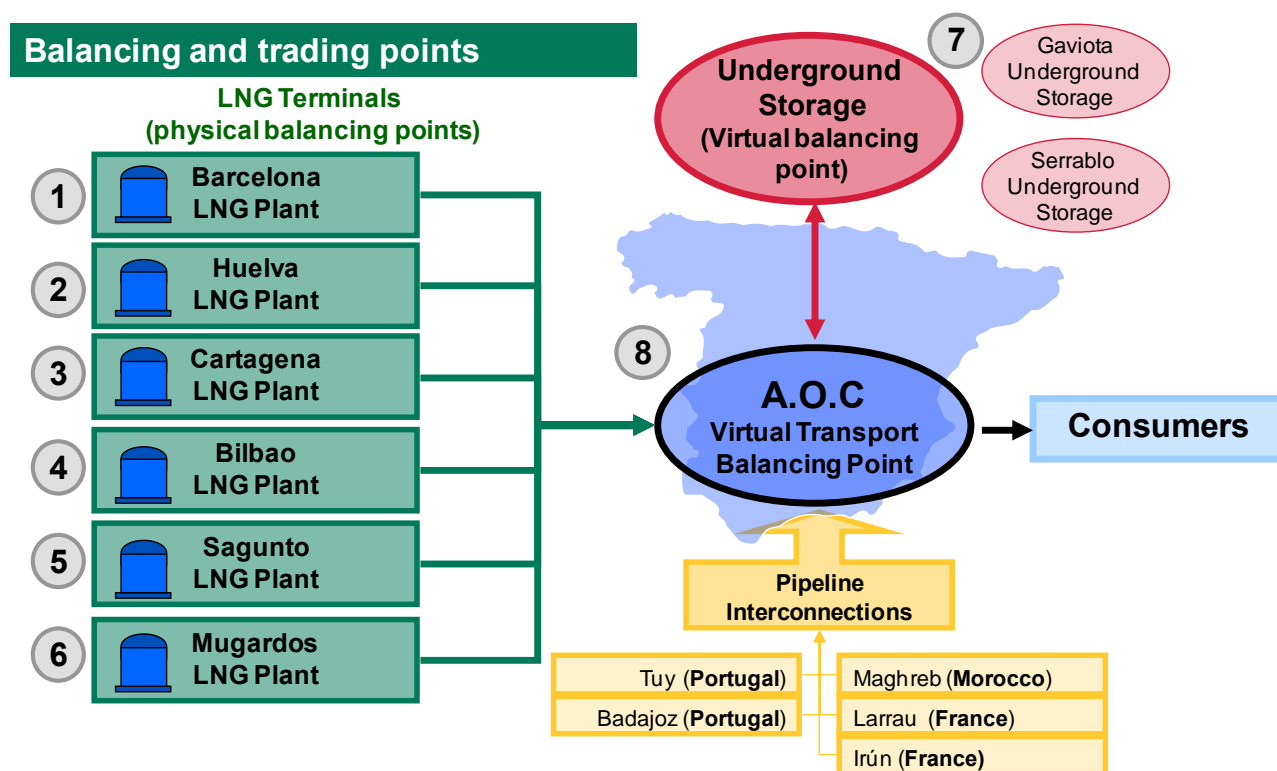 Balancing and trading points
LNG Terminals
(physical balancing points)
1
Barcelona
LNG Plant
2
Huelva
LNG Plant
3
Cartagena
LNG Plant
4
Bilbao
LNG Plant
5
Sagunto
LNG Plant
6
Mugardos
LNG Plant
7
Underground
Storage
(Virtual balancing
point)
Gaviota
Underground
Storage
Serrablo
Underground
Storage
8
A.O.C
Virtual Transport
Balancing Point
Consumers
Pipeline
Interconnections
Tuy (Portugal)
Badajoz (Portugal)
Maghreb (Morocco)
Larrau (France)
Irún (France)